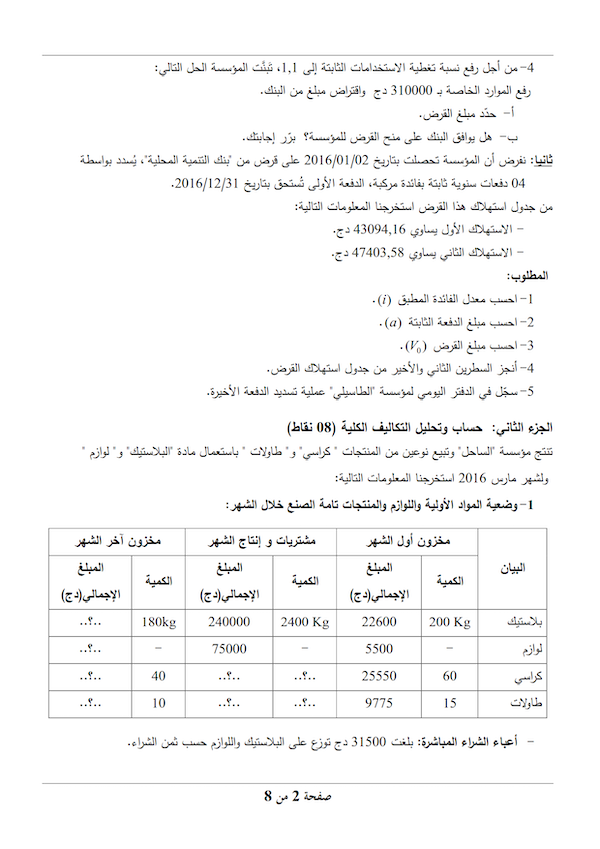 4- من أجل رفع نسبة تغطية الاستخدامات الثابتة إلى 1,1، تَبنَّت المؤسسة الحل التالي:
رفع الموارد الخاصة بـ 310000 دج واقتراض مبلغ من البنك.
أ- حدّد مبلغ القرض.
ب- هل يوافق البنك على منح القرض للمؤسسة؟ برّر إجابتك.
ثانيا: نفرض أن المؤسسة تحصلت بتاريخ 2016/01/02 على قرض من "بنك التنمية المحلية"، يُسدد بواسطة
04 دفعات سنوية ثابتة بفائدة مركبة، الدفعة الأولى تُستحق بتاريخ 2016/12/31.
من جدول استهلاك هذا القرض استخرجنا المعلومات التالية:
- الاستهلاك الأول يساوي 43094,16 دج.
- الاستهلاك الثاني يساوي 47403,58 دج.
المطلوب:
1- احسب معدل الفائدة المطبق (i).
2- احسب مبلغ الدفعة الثابتة (a).
3- احسب مبلغ القرض (V₀).
4- أنجز السطرين الثاني والأخير من جدول استهلاك القرض.
5- سجّل في الدفتر اليومي لمؤسسة "الطاسيلي" عملية تسديد الدفعة الأخيرة.
الجزء الثاني: حساب وتحليل التكاليف الكلية (08 نقاط)
تنتج مؤسسة "الساحل" وتبيع نوعين من المنتجات " كراسي" و" طاولات " باستعمال مادة "البلاستيك" و" لوازم "
ولشهر مارس 2016 استخرجنا المعلومات التالية:
1- وضعية المواد الأولية واللوازم والمنتجات تامة الصنع خلال الشهر:
البيان مخزون أول الشهر مشتريات و إنتاج الشهر مخزون آخر الشهر
الكمية المبلغ الإجمالي(دج) الكمية المبلغ الإجمالي(دج) الكمية المبلغ الإجمالي(دج)
بلاستيك 200 Kg 22600 2400 Kg 240000 180kg ..؟..
لوازم - 5500 - 75000 - ..؟..
كراسي 60 25550 ..؟.. ..؟.. 40 ..؟..
طاولات 15 9775 ..؟.. ..؟.. 10 ..؟..
- أعباء الشراء المباشرة: بلغت 31500 دج توزع على البلاستيك واللوازم حسب ثمن الشراء.
صفحة 2 من 8